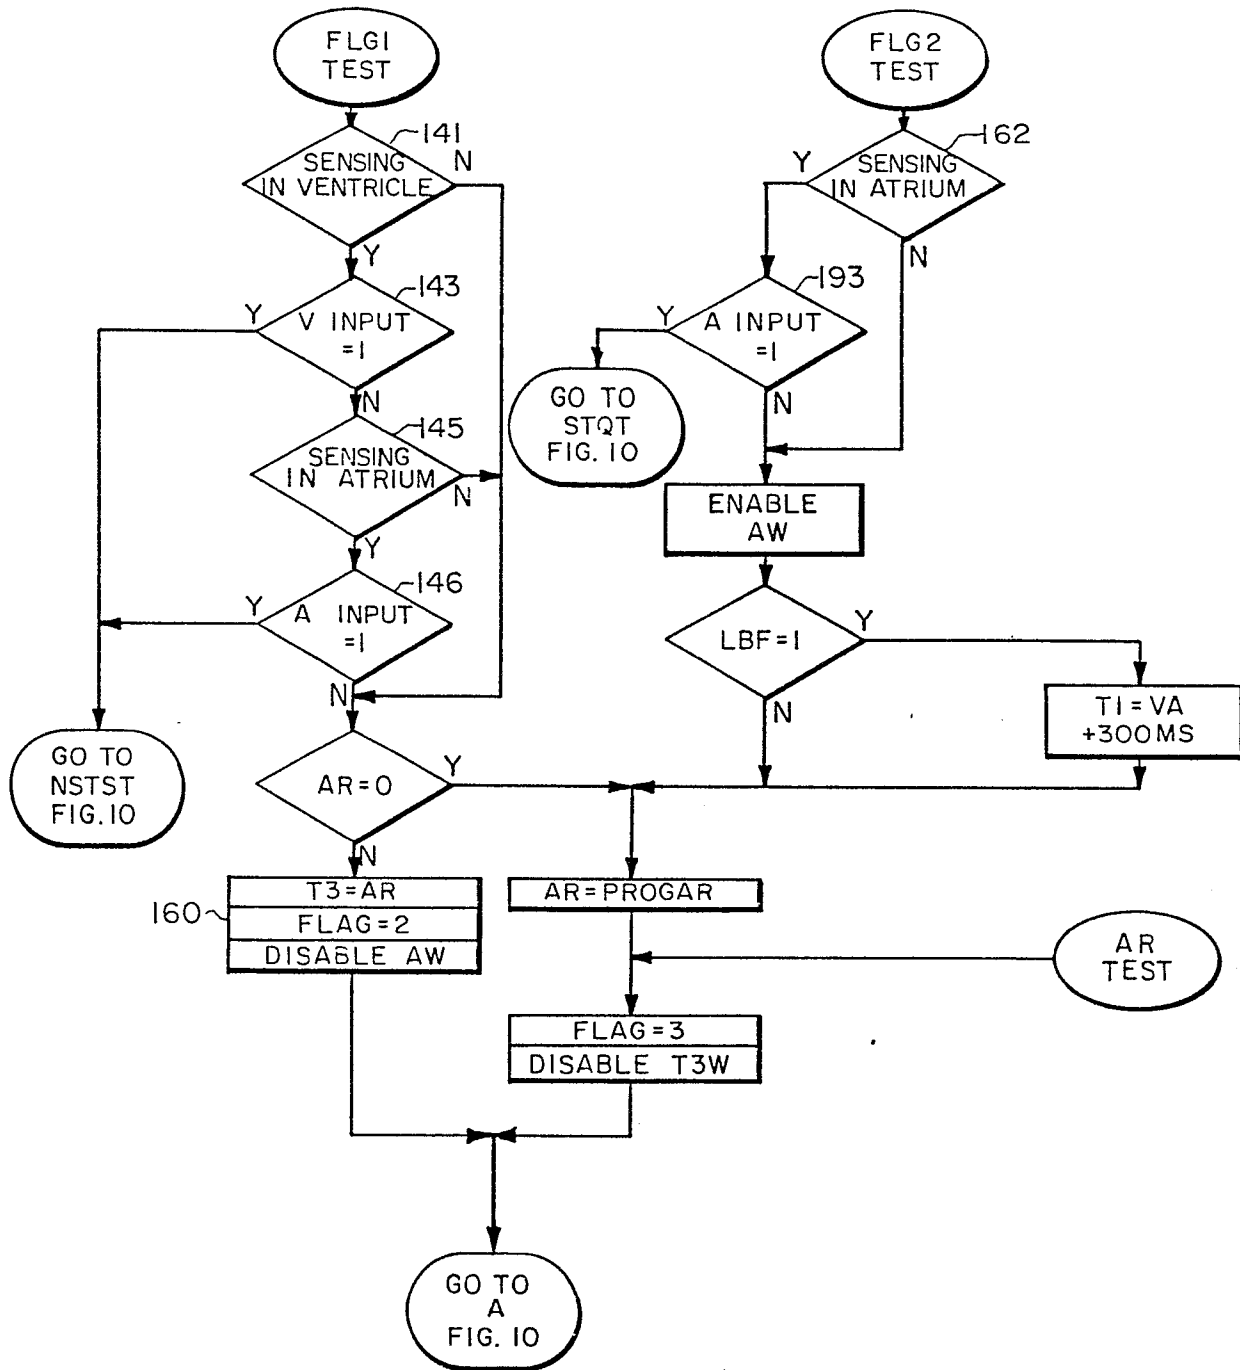 FLG1
TEST
141
SENSING
IN VENTRICLE
N
Y
143
Y
V INPUT
=1
N
145
SENSING
IN ATRIUM
N
Y
146
Y
A INPUT
=1
N
GO TO
NSTST
FIG. 10
AR=0
Y
N
160
T3=AR
FLAG=2
DISABLE AW
FLG2
TEST
162
Y
SENSING
IN ATRIUM
N
193
Y
A INPUT
=1
N
GO TO
STQT
FIG. 10
ENABLE
AW
LBF=1
Y
N
T1=VA
+300MS
AR=PROGAR
AR
TEST
FLAG=3
DISABLE T3W
GO TO
A
FIG. 10